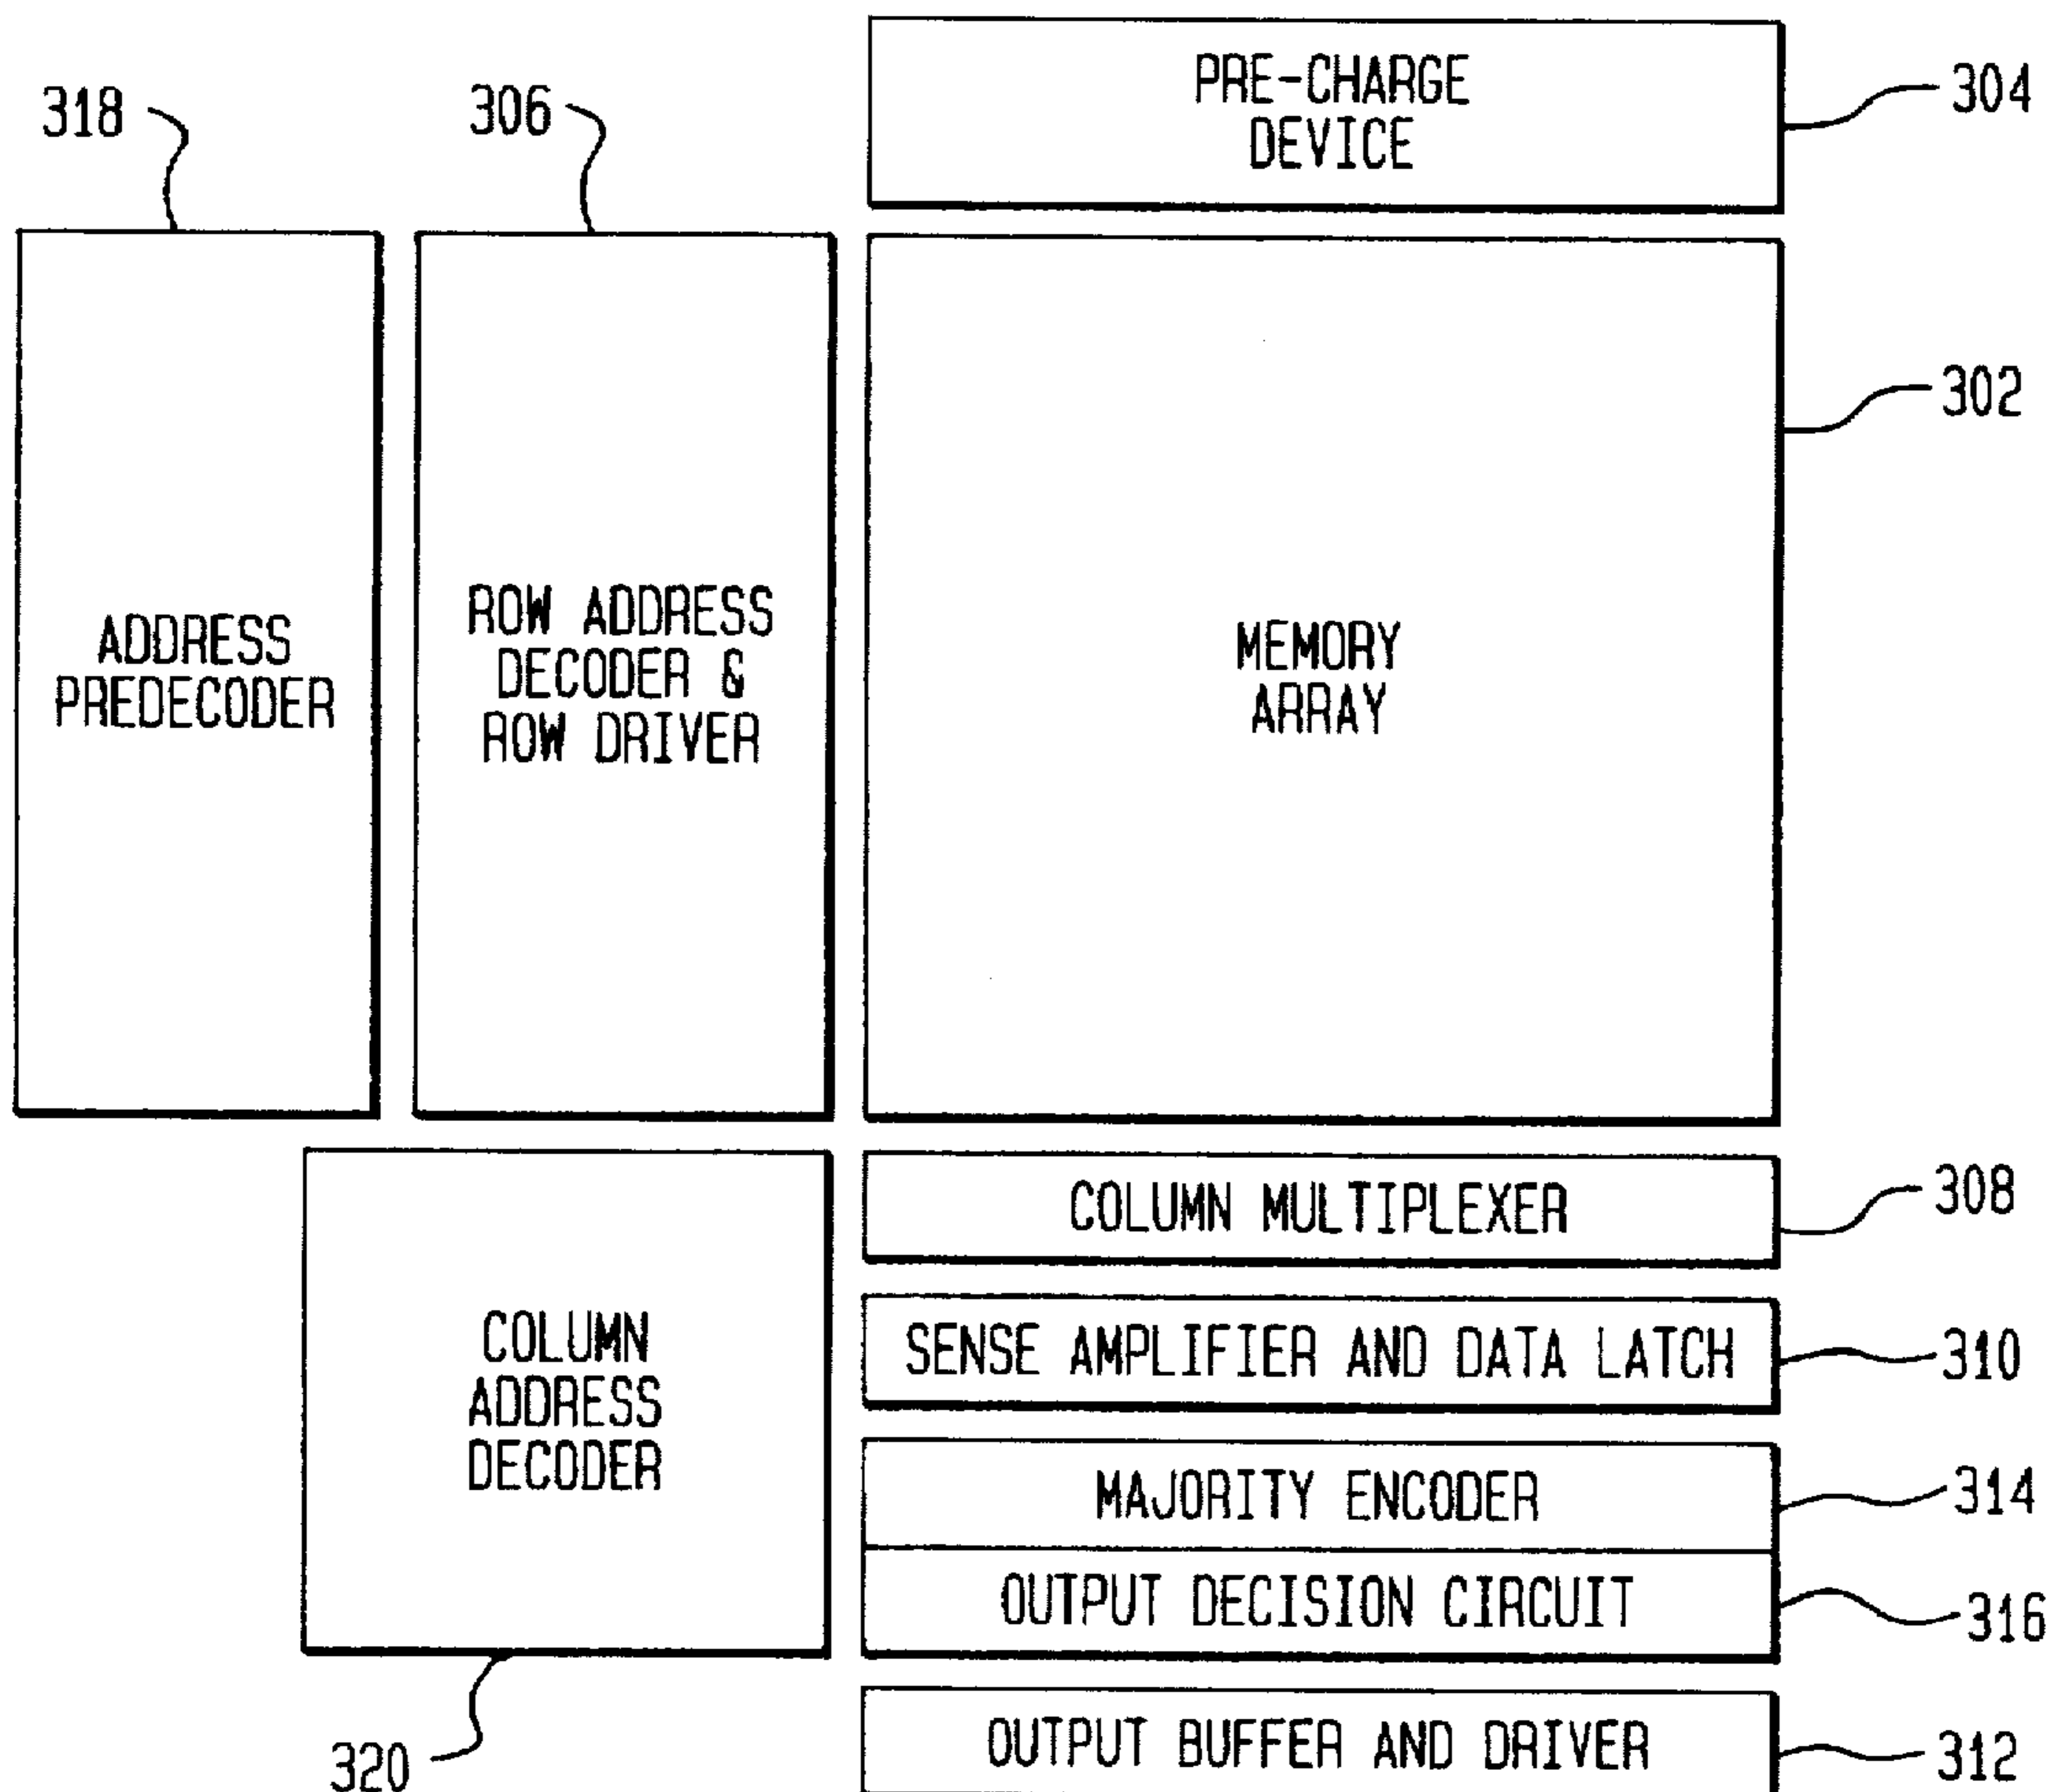 PRE-CHARGE
DEVICE
304
318
306
302
ADDRESS
PREDECODER
ROW ADDRESS
DECODER &
ROW DRIVER
MEMORY
ARRAY
COLUMN MULTIPLEXER
308
SENSE AMPLIFIER AND DATA LATCH
310
COLUMN
ADDRESS
DECODER
MAJORITY ENCODER
314
OUTPUT DECISION CIRCUIT
316
320
OUTPUT BUFFER AND DRIVER
312